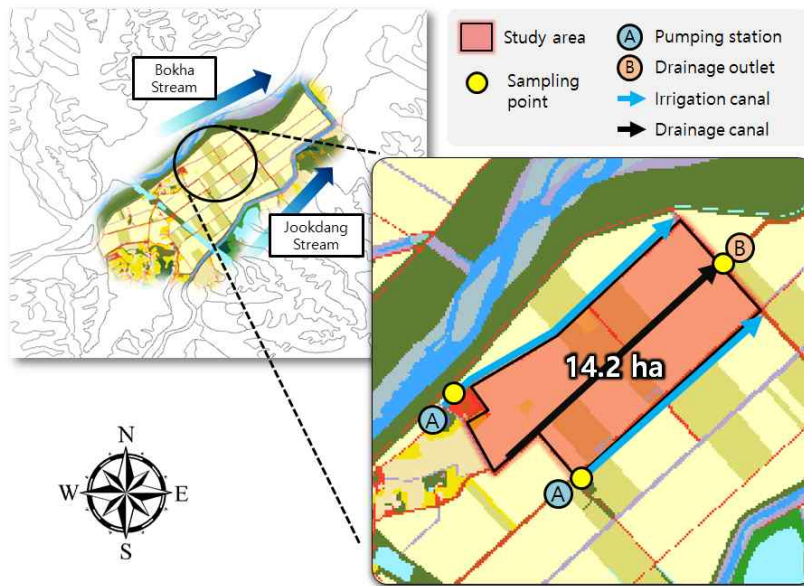 Bokha
Stream
Jookdang
Stream
Study area
Sampling
point
A Pumping station
B Drainage outlet
Irrigation canal
Drainage canal
B
14.2 ha
A
A
N
W E
S